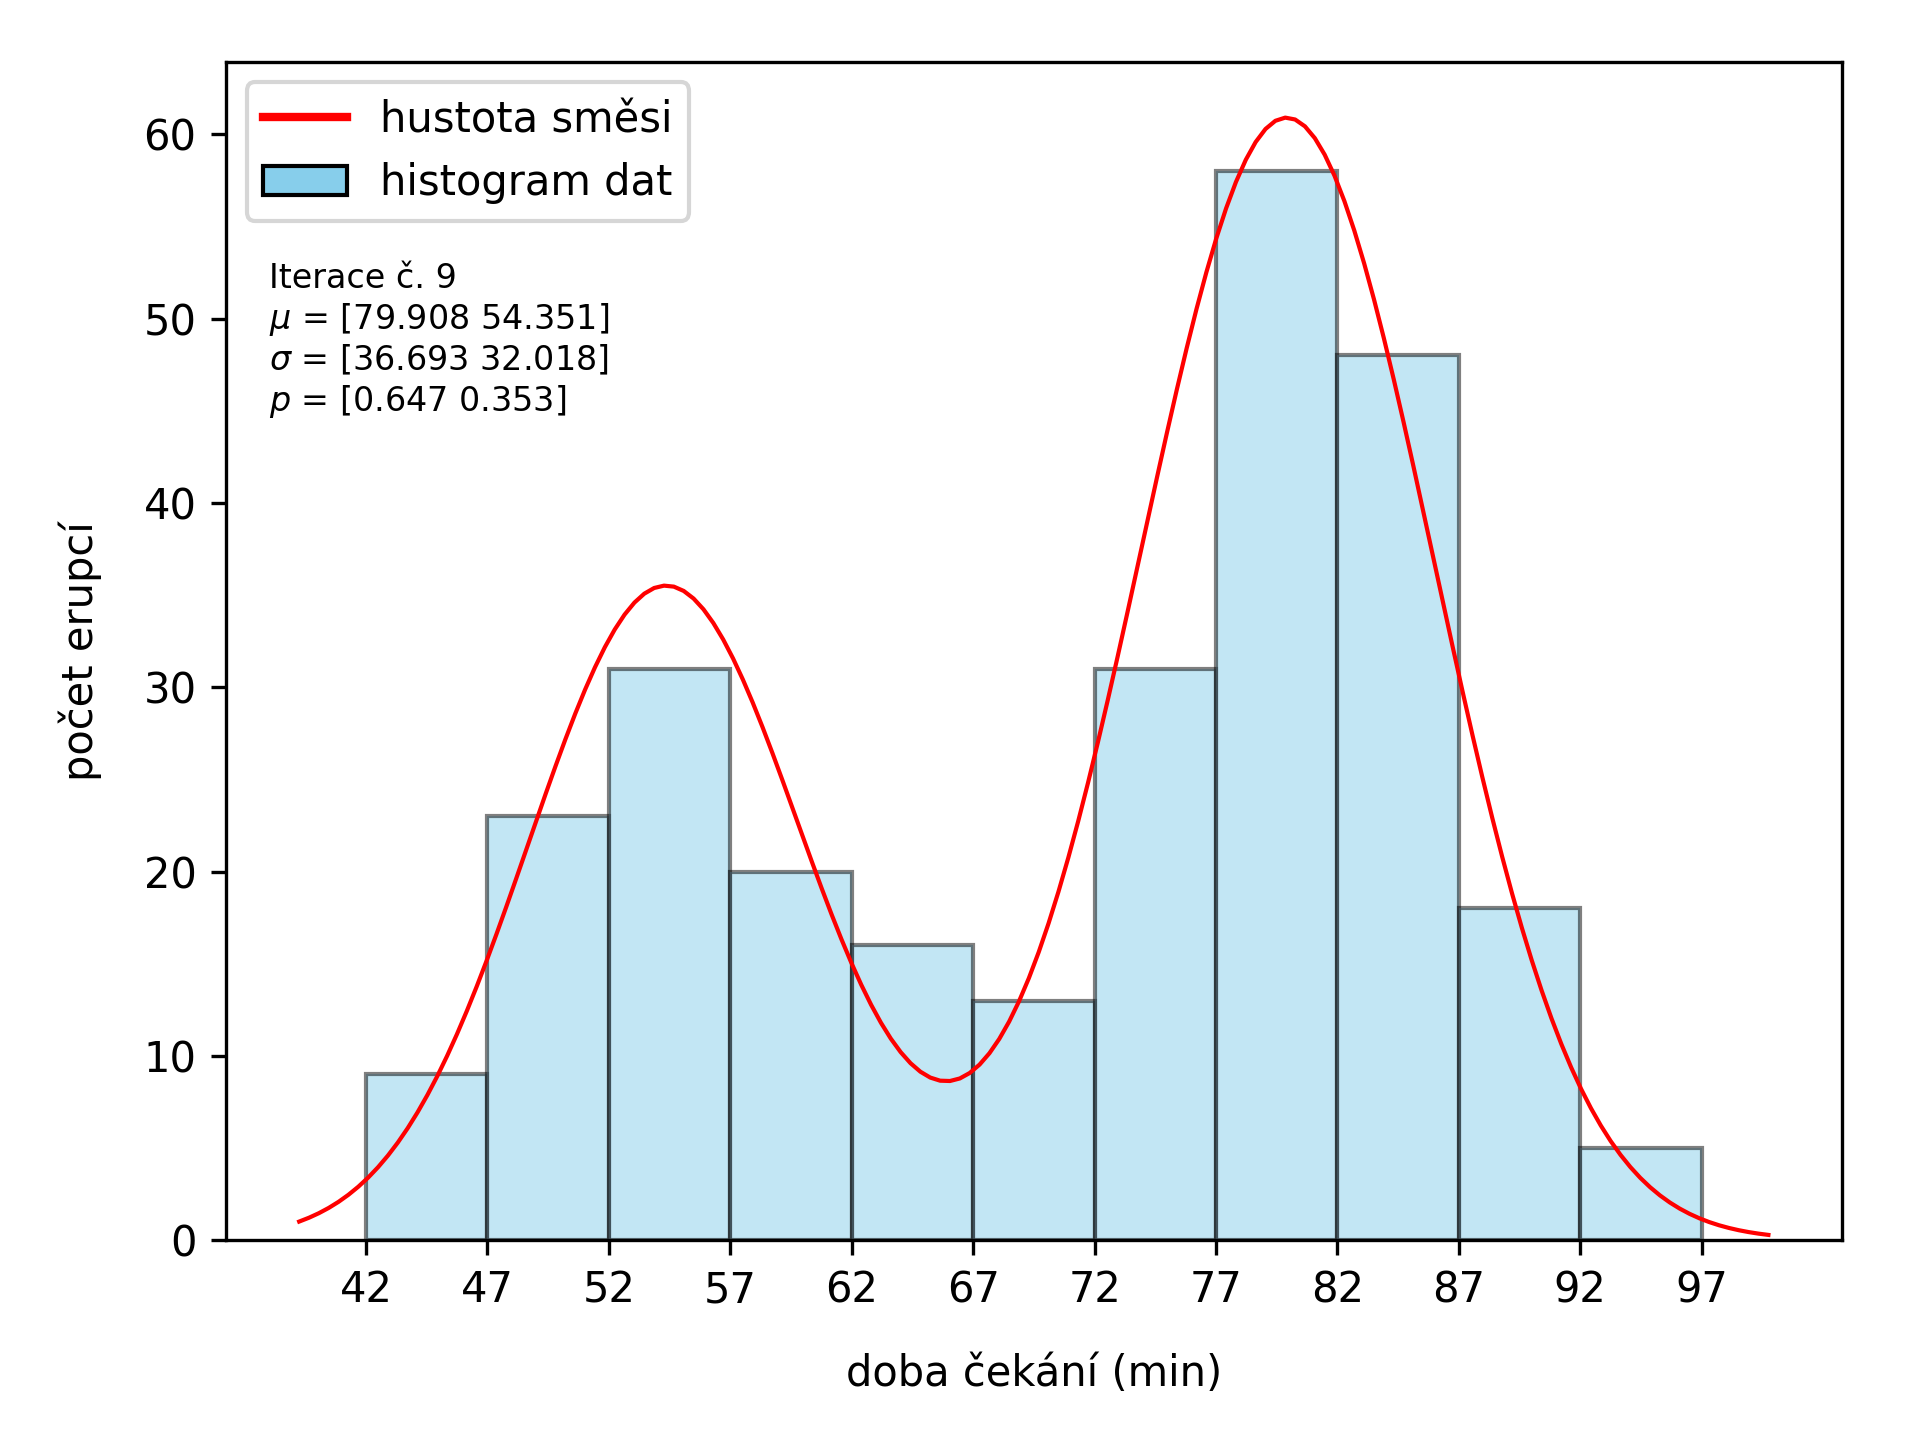 hustota směsi
histogram dat
Iterace č. 9
μ = [79.908 54.351]
σ = [36.693 32.018]
p = [0.647 0.353]
60
50
40
30
20
10
0
počet erupcí
42 47 52 57 62 67 72 77 82 87 92 97
doba čekání (min)